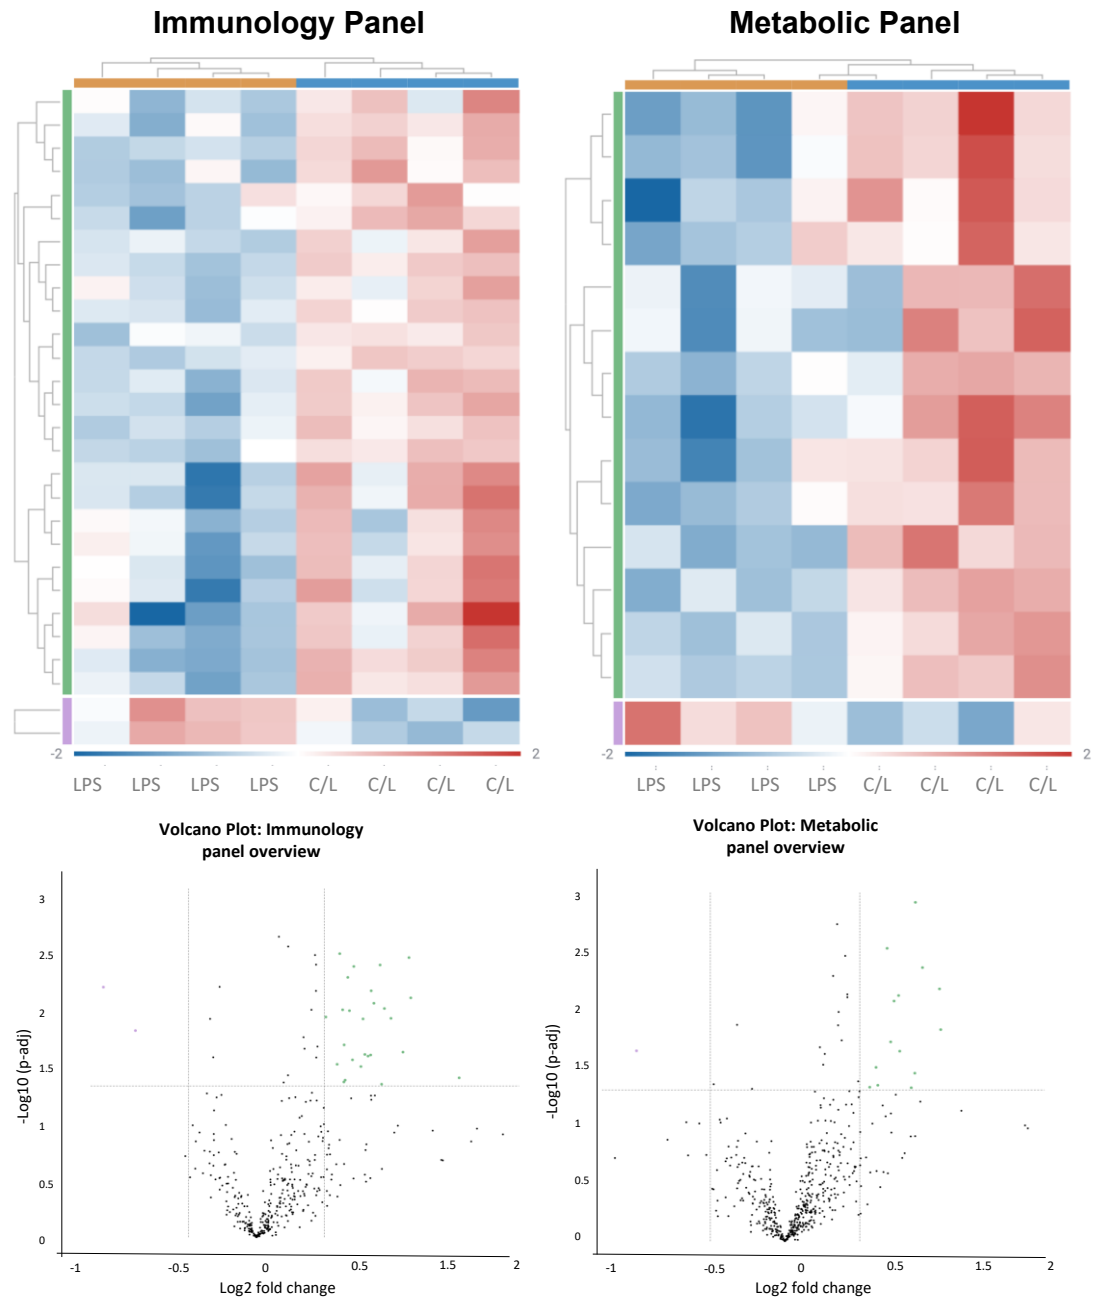 Immunology Panel
Metabolic Panel
-2
2
-2
2
LPS LPS LPS LPS C/L C/L C/L C/L
LPS LPS LPS LPS C/L C/L C/L C/L
Volcano Plot: Immunology
panel overview
Volcano Plot: Metabolic
panel overview
-Log10 (p-adj)
3
2.5
2
1.5
1
0.5
0
-1 -0.5 0 0.5 1.5 2
Log2 fold change
-Log10 (p-adj)
3
2.5
2
1.5
1
0.5
0
-1 -0.5 0 0.5 1.5 2
Log2 fold change